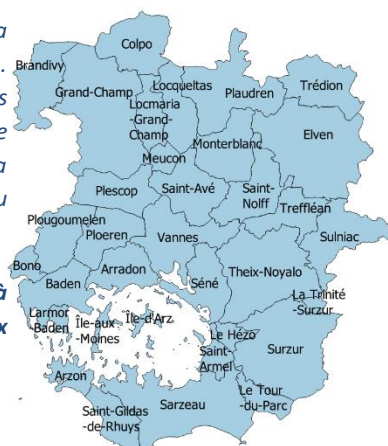 a
.
s
e
a
u
à
x
Colpo
Brandivy
Grand-Champ
Locqueltas
Plaudren
Trédion
Locmaria
-Grand-
Champ
Elven
Monterblanc
Meucon
Plescop
Saint-Avé
Saint-
Nolff
Treffléan
Plougoumelen
Ploeren
Vannes
Sulniac
Bono
Baden
Arradon
Séné
Theix-Noyalo
La Trinité
-Surzur
Larmor
-Baden
Île-aux
-Moines
Île-d'Arz
Le Hézo
Saint-
Armel
Surzur
Arzon
Le Tour
-du-Parc
Saint-Gildas
-de-Rhuys
Sarzeau